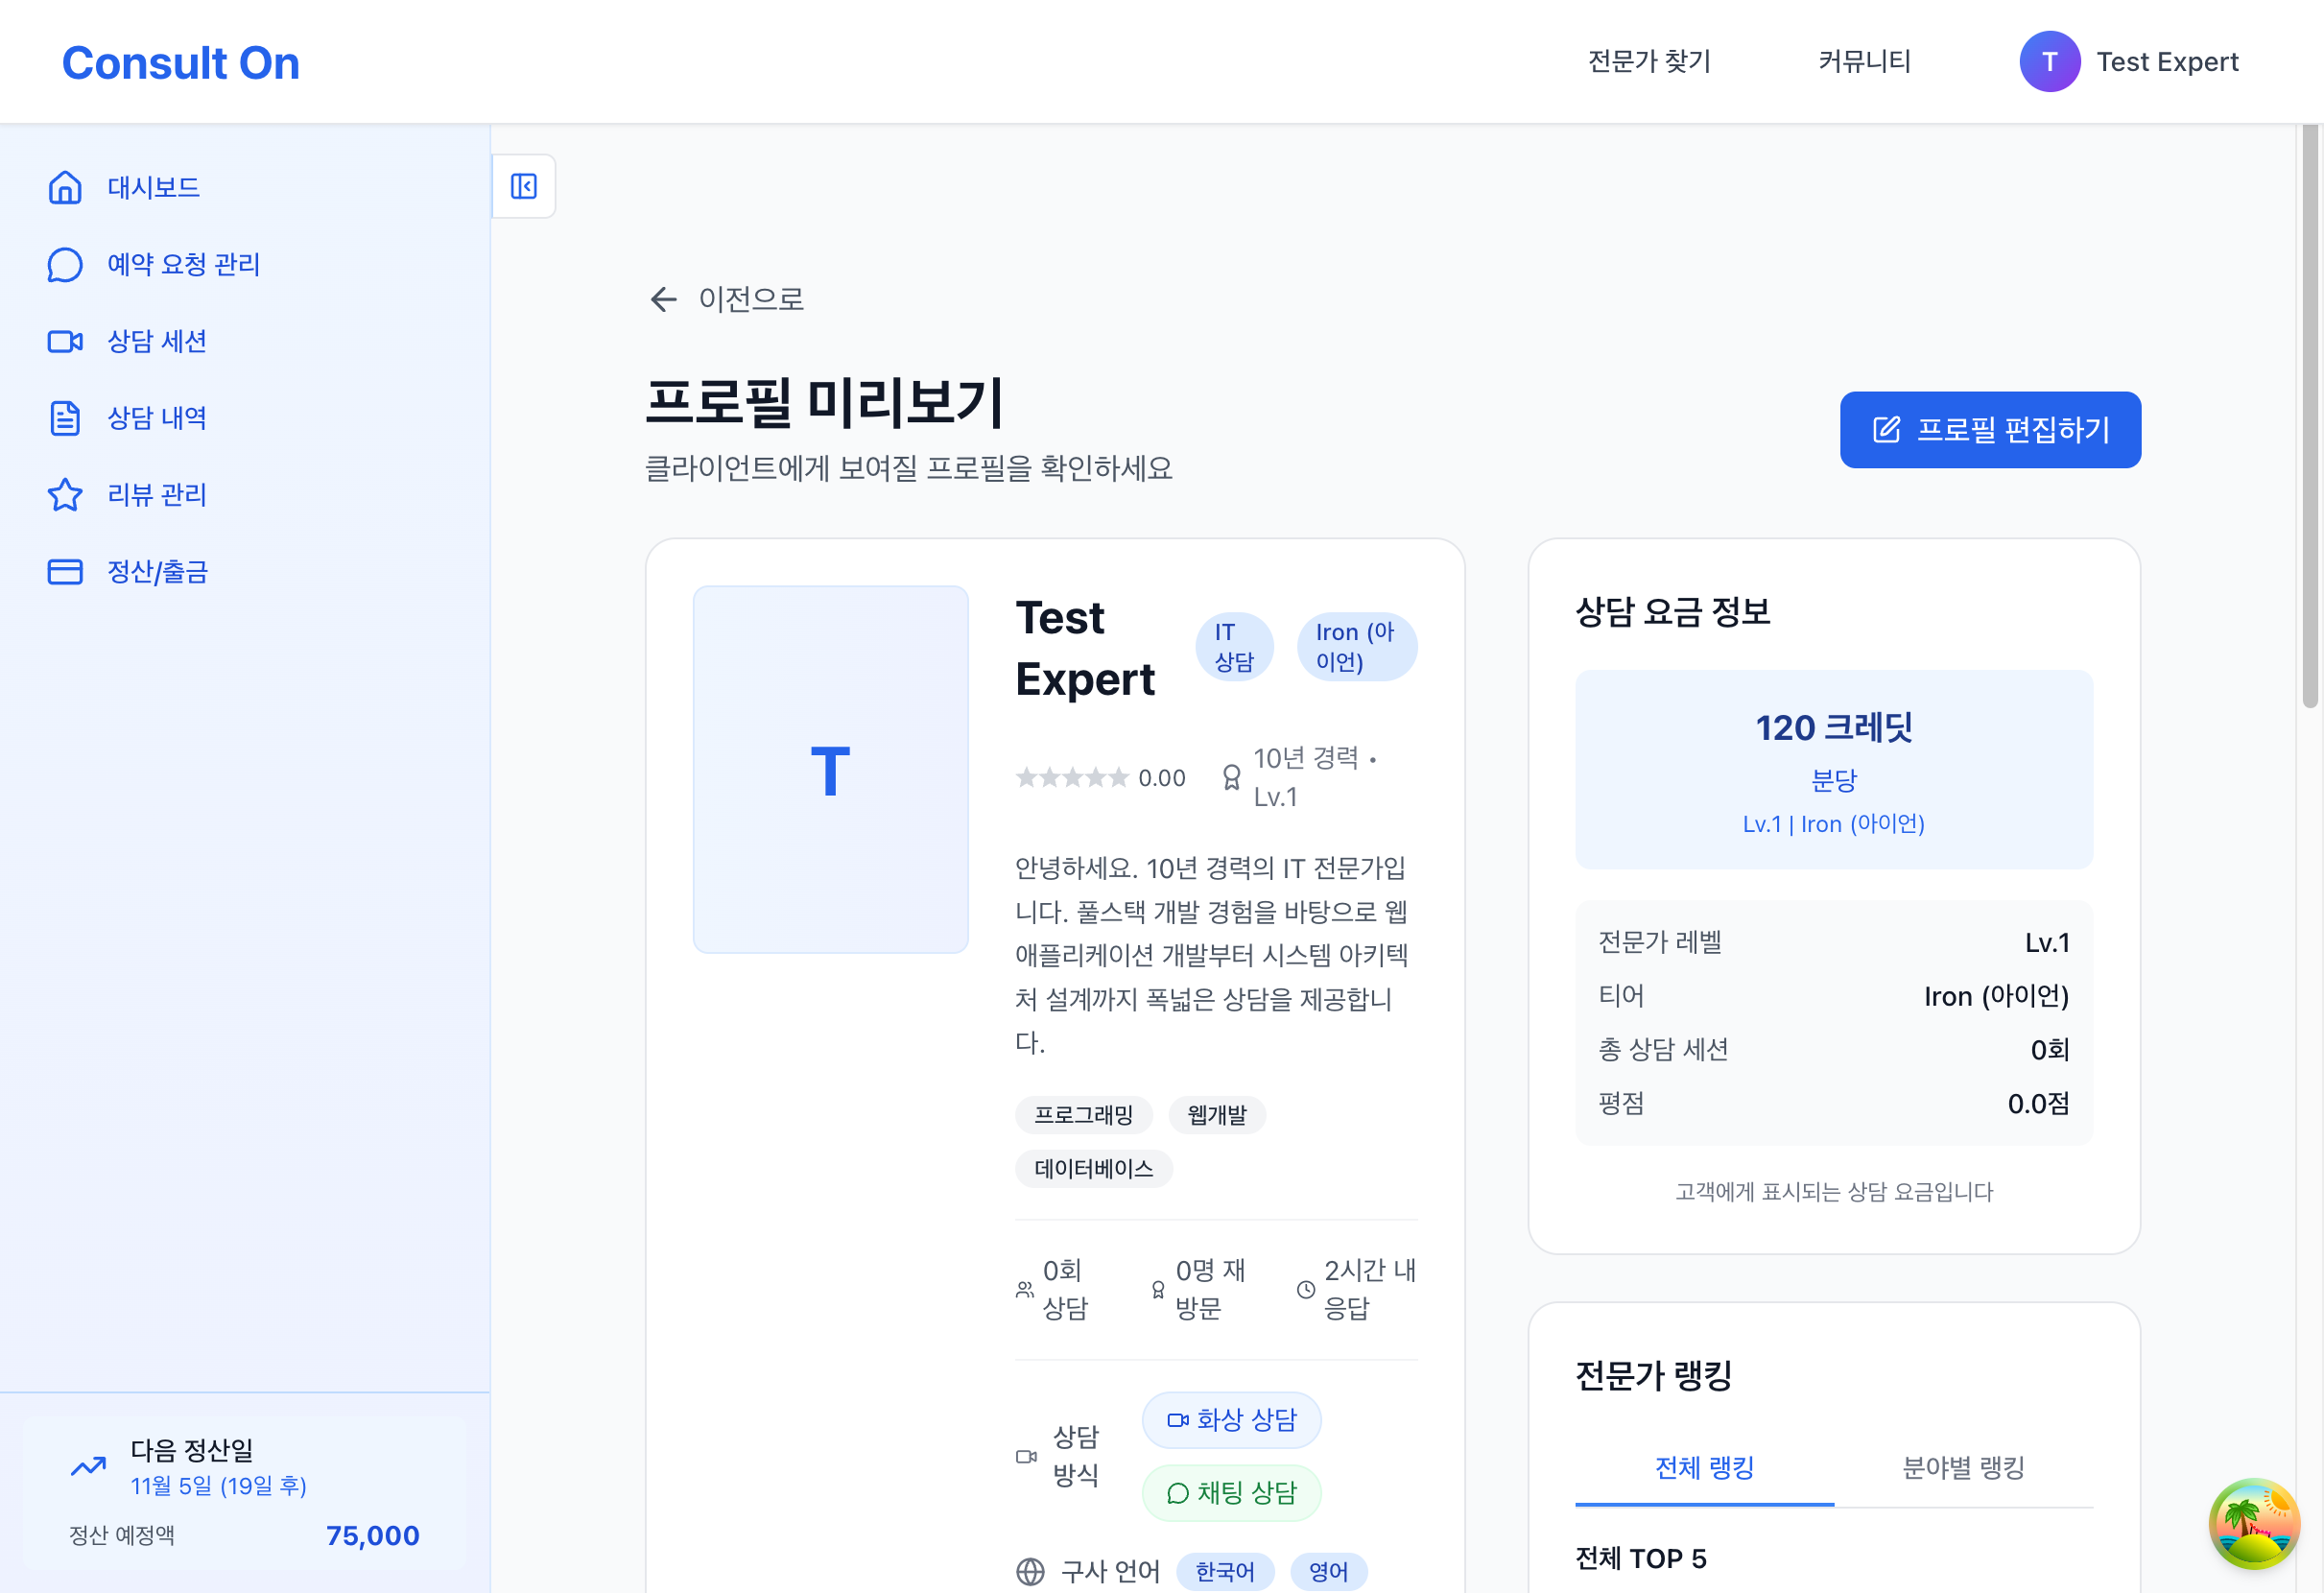 Consult On
전문가 찾기
커뮤니티
T
Test Expert
대시보드
예약 요청 관리
상담 세션
상담 내역
리뷰 관리
정산/출금
다음 정산일
11월 5일 (19일 후)
정산 예정액
75,000
이전으로
프로필 미리보기
클라이언트에게 보여질 프로필을 확인하세요
프로필 편집하기
T
Test
Expert
IT
상담
Iron (아
이언)
0.00
10년 경력 •
Lv.1
안녕하세요. 10년 경력의 IT 전문가입
니다. 풀스택 개발 경험을 바탕으로 웹
애플리케이션 개발부터 시스템 아키텍
처 설계까지 폭넓은 상담을 제공합니
다.
프로그래밍
웹개발
데이터베이스
0회
상담
0명 재
방문
2시간 내
응답
상담
방식
화상 상담
채팅 상담
구사 언어
한국어
영어
상담 요금 정보
120 크레딧
분당
Lv.1 | Iron (아이언)
전문가 레벨
Lv.1
티어
Iron (아이언)
총 상담 세션
0회
평점
0.0점
고객에게 표시되는 상담 요금입니다
전문가 랭킹
전체 랭킹
분야별 랭킹
전체 TOP 5